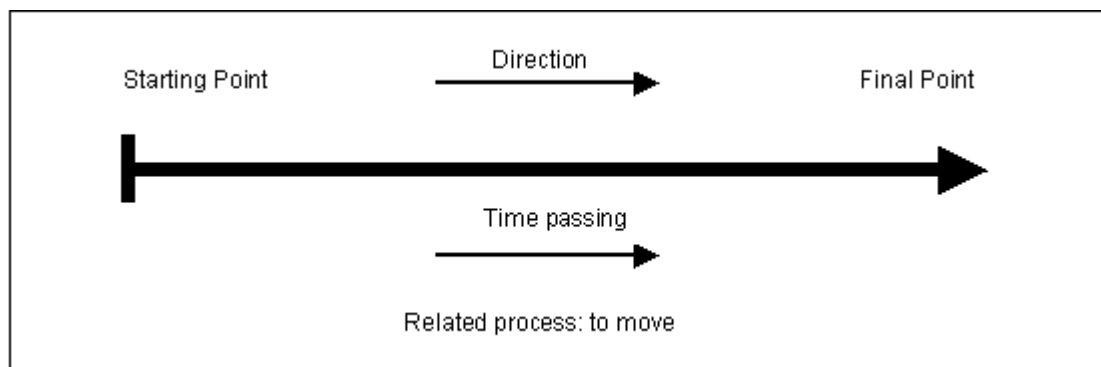 Direction
Starting Point
Final Point
Time passing
Related process: to move